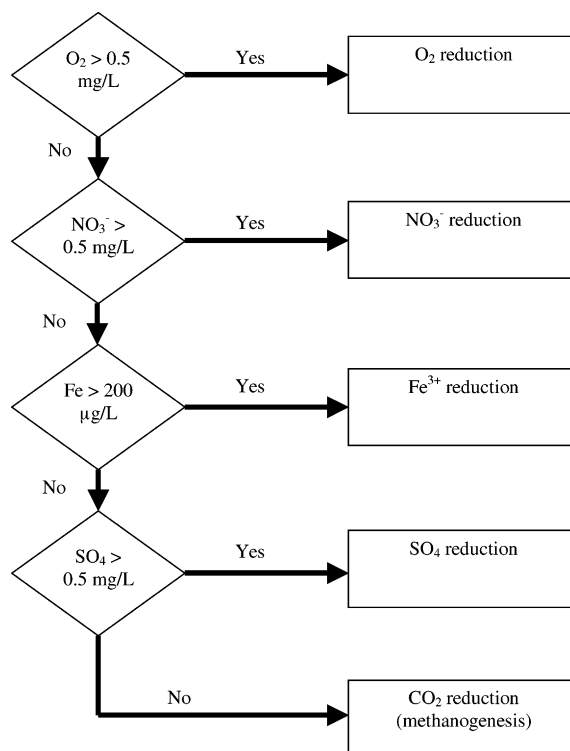 O₂ > 0.5
mg/L
Yes
O₂ reduction
No
NO₃⁻ >
0.5 mg/L
Yes
NO₃⁻ reduction
No
Fe > 200
µg/L
Yes
Fe³⁺ reduction
No
SO₄ >
0.5 mg/L
Yes
SO₄ reduction
No
CO₂ reduction
(methanogenesis)